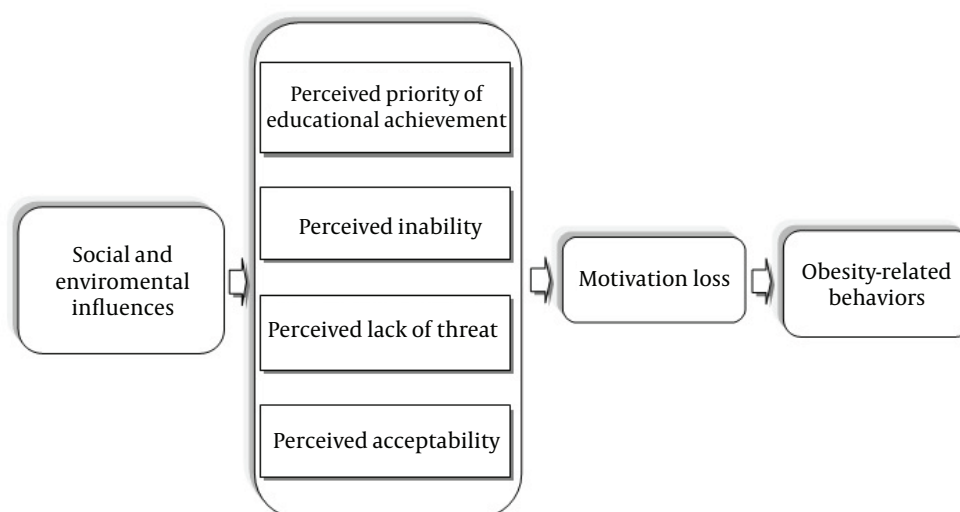 Social and
enviromental
influences
Perceived priority of
educational achievement
Perceived inability
Perceived lack of threat
Perceived acceptability
Motivation loss
Obesity-related
behaviors